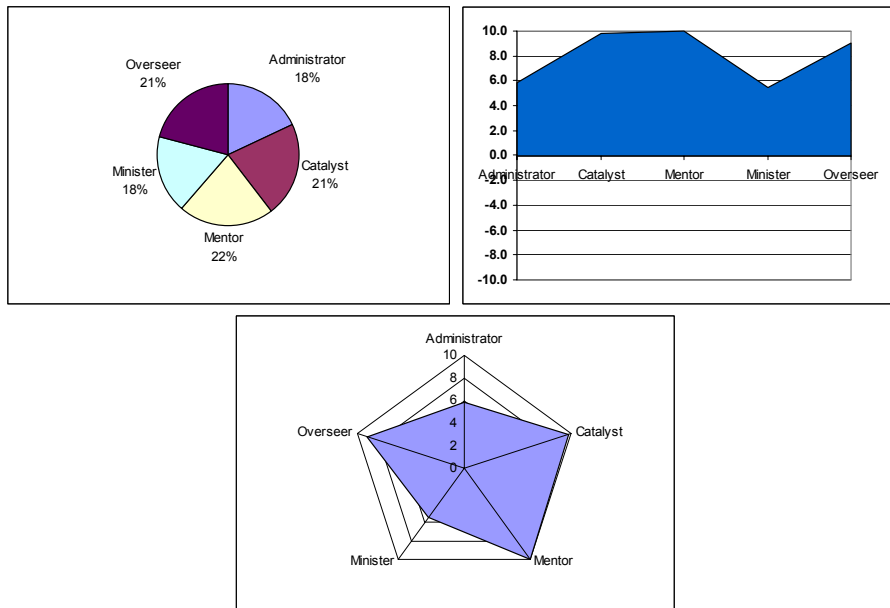 Overseer
21%
Administrator
18%
Minister
18%
Catalyst
21%
Mentor
22%
10.0
8.0
6.0
4.0
2.0
0.0
-2.0
-4.0
-6.0
-8.0
-10.0
Administrator Catalyst Mentor Minister Overseer
Administrator
10
8
6
4
2
0
Overseer
Catalyst
Minister
Mentor